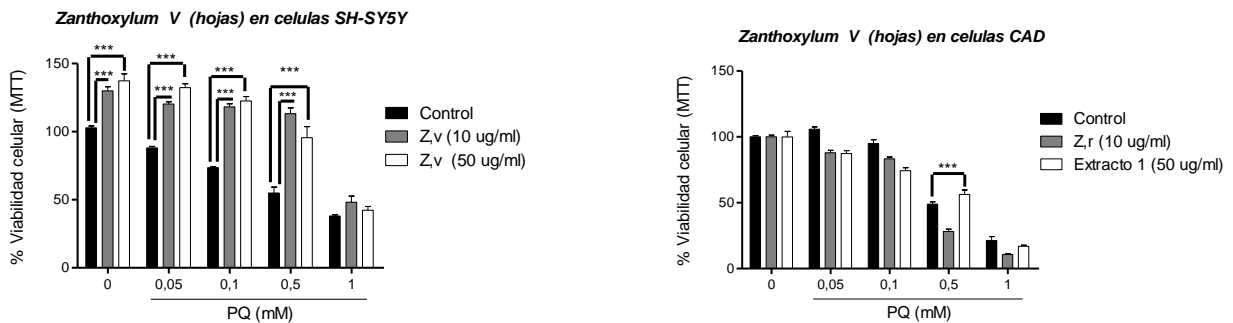 Zanthoxylum V (hojas) en celulas SH-SY5Y
% Viabilidad celular (MTT)
150
100
50
0
*** *** *** ***
*** *** *** ***
0 0,05 0,1 0,5 1
PQ (mM)
Control
Z,v (10 ug/ml)
Z,v (50 ug/ml)
Zanthoxylum V (hojas) en celulas CAD
% Viabilidad celular (MTT)
150
100
50
0
***
0 0,05 0,1 0,5 1
PQ (mM)
Control
Z,r (10 ug/ml)
Extracto 1 (50 ug/ml)